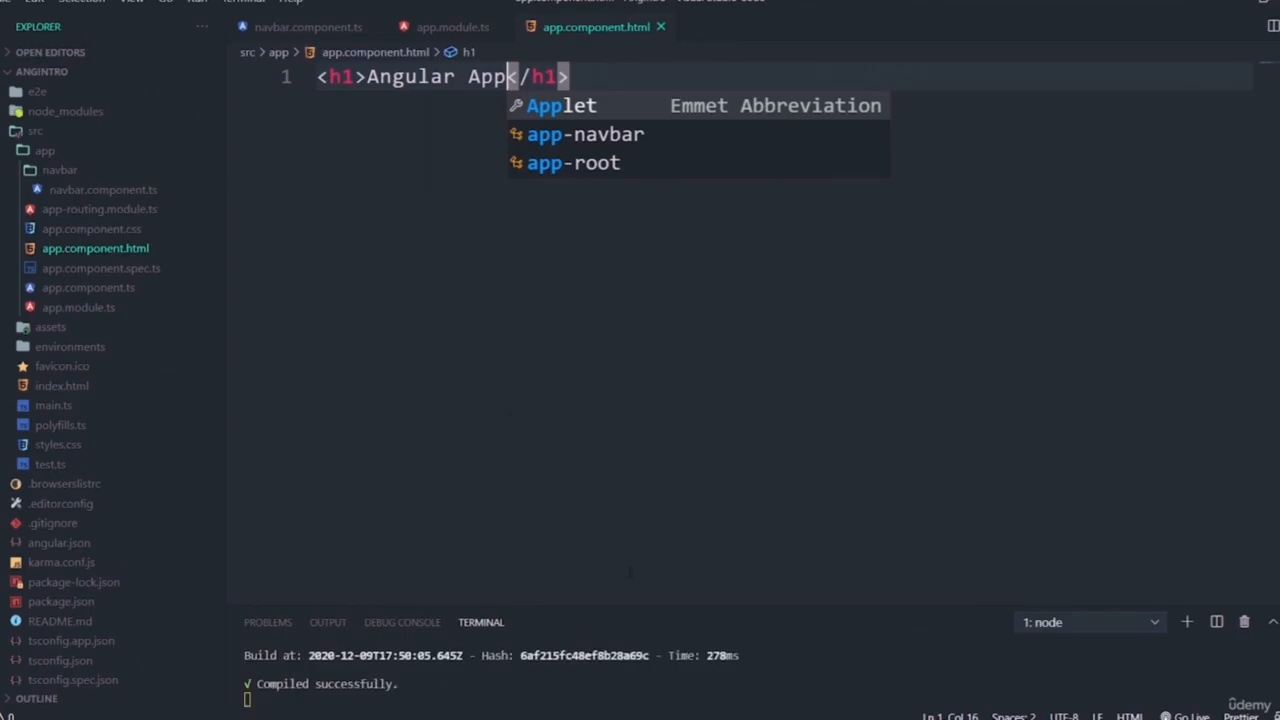 EXPLORER
navbar.component.ts
app.module.ts
app.component.html
OPEN EDITORS
src > app > app.component.html > h1
ANGINTRO
1 <h1>Angular App</h1>
e2e
node_modules
Applet Emmet Abbreviation
src
app-navbar
app
app-root
navbar
navbar.component.ts
app-routing.module.ts
app.component.css
app.component.html
app.component.spec.ts
app.component.ts
app.module.ts
assets
environments
favicon.ico
index.html
main.ts
polyfills.ts
styles.css
test.ts
.browserslistrc
.editorconfig
.gitignore
angular.json
karma.conf.js
package-lock.json
package.json
README.md
tsconfig.app.json
tsconfig.json
tsconfig.spec.json
OUTLINE
PROBLEMS OUTPUT DEBUG CONSOLE TERMINAL 1: node
Build at: 2020-12-09T17:50:05.645Z - Hash: 6af215fc48ef8b28a69c - Time: 278ms
√ Compiled successfully.
udemy
Ln 1, Col 16 Spaces: 2 UTF-8 LF HTML Go Live Prettier